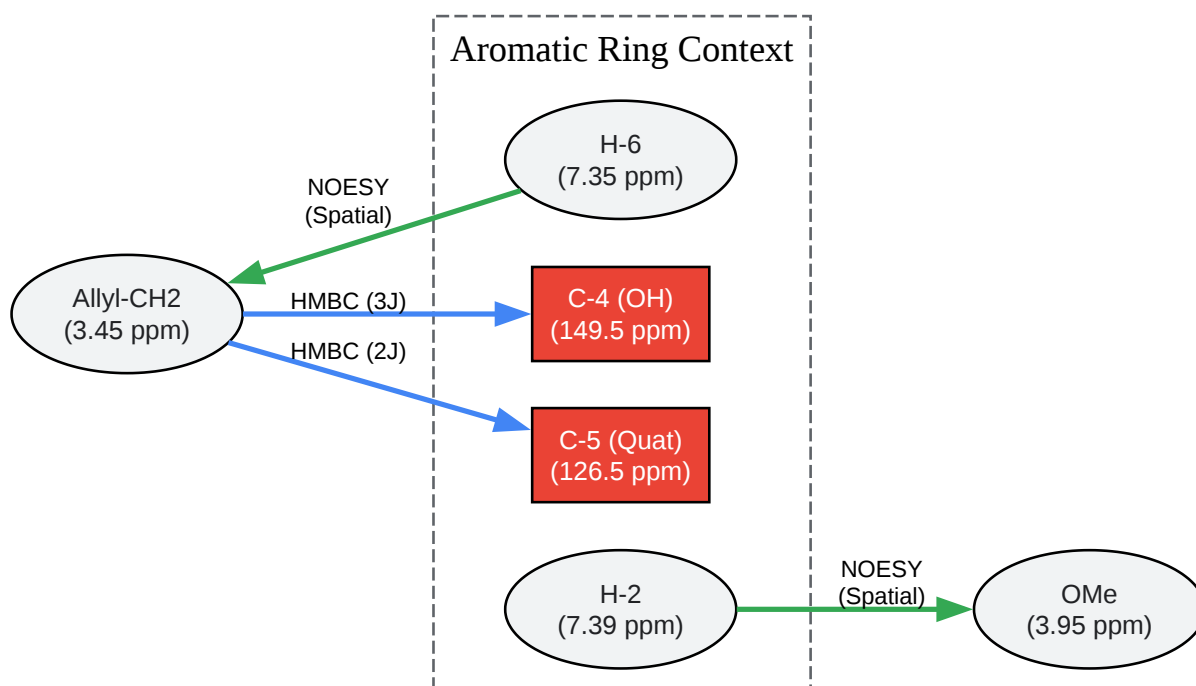 Aromatic Ring Context
H-6
(7.35 ppm)
NOESY
(Spatial)
Allyl-CH2
(3.45 ppm)
HMBC (3J)
C-4 (OH)
(149.5 ppm)
HMBC (2J)
C-5 (Quat)
(126.5 ppm)
H-2
(7.39 ppm)
NOESY
(Spatial)
OMe
(3.95 ppm)